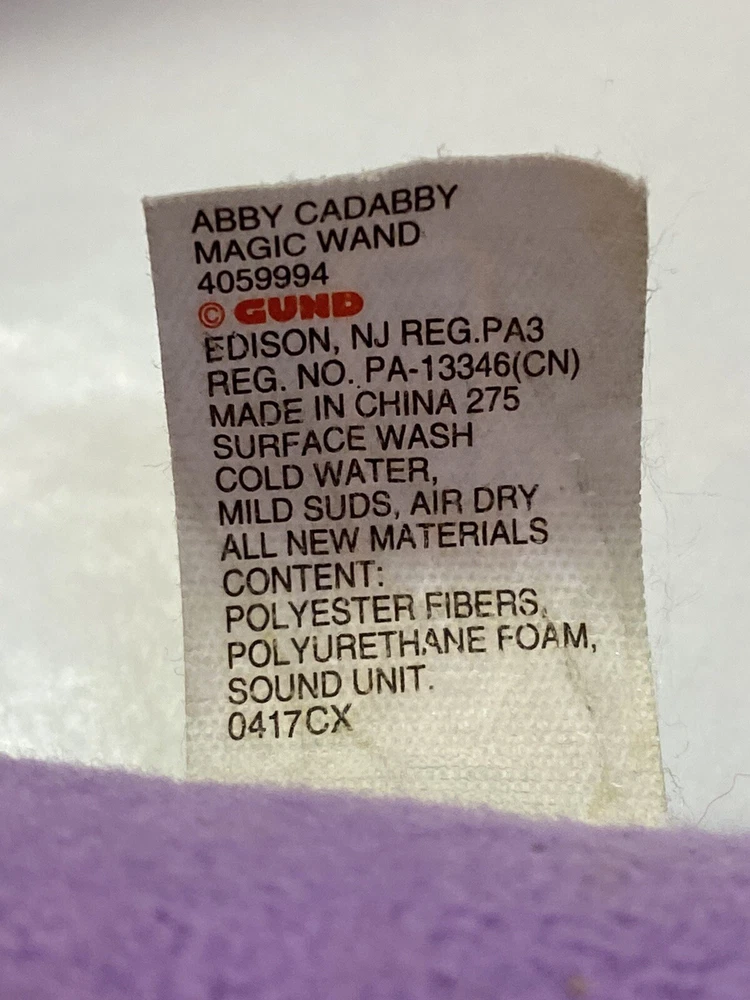 ABBY CADABBY
MAGIC WAND
4059994
© GUND
EDISON, NJ REG.PA3
REG. NO. PA-13346(CN)
MADE IN CHINA 275
SURFACE WASH
COLD WATER,
MILD SUDS, AIR DRY
ALL NEW MATERIALS
CONTENT:
POLYESTER FIBERS,
POLYURETHANE FOAM,
SOUND UNIT.
0417CX